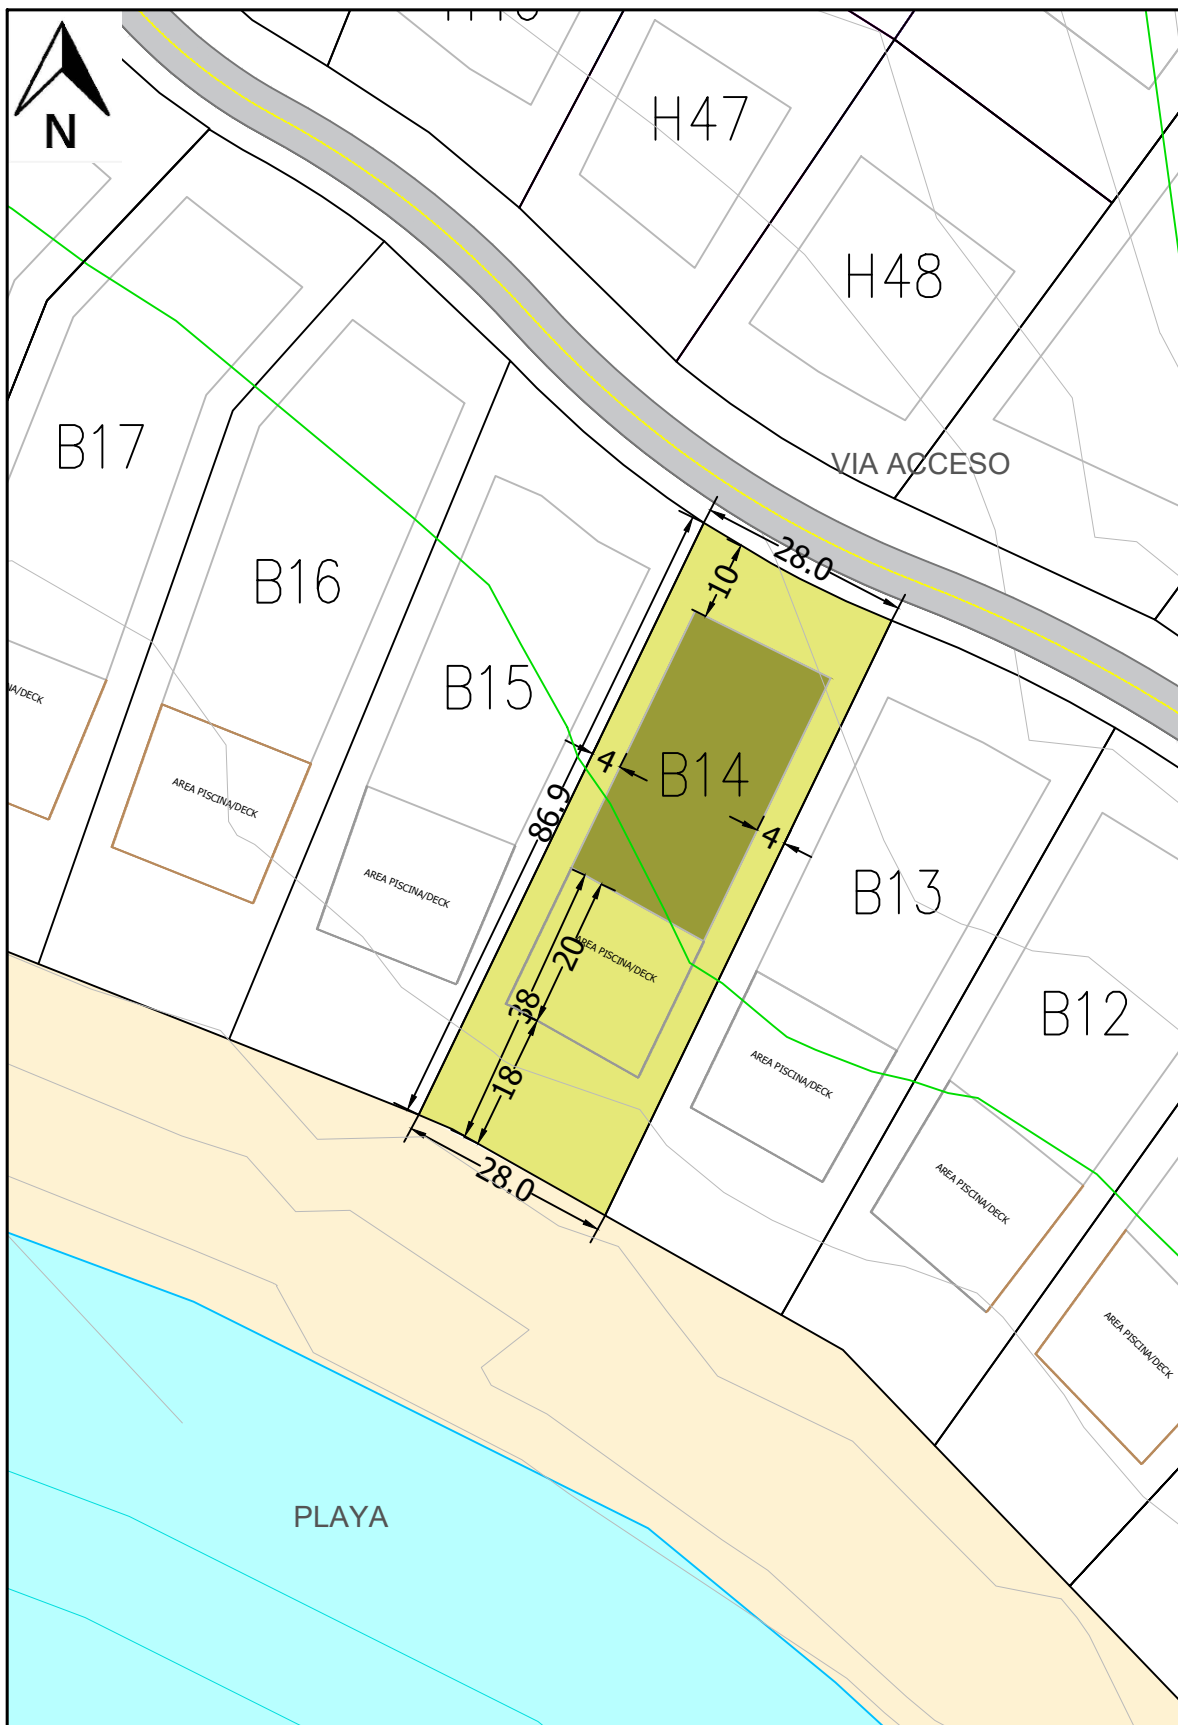 N
H47
H48
VIA ACCESO
B17
B16
B15
28.0
10
4
B14
86.9
4
AREA PISCINA/DECK
AREA PISCINA/DECK
B13
20
AREA PISCINA/DECK
38
18
B12
AREA PISCINA/DECK
28.0
AREA PISCINA/DECK
AREA PISCINA/DECK
PLAYA